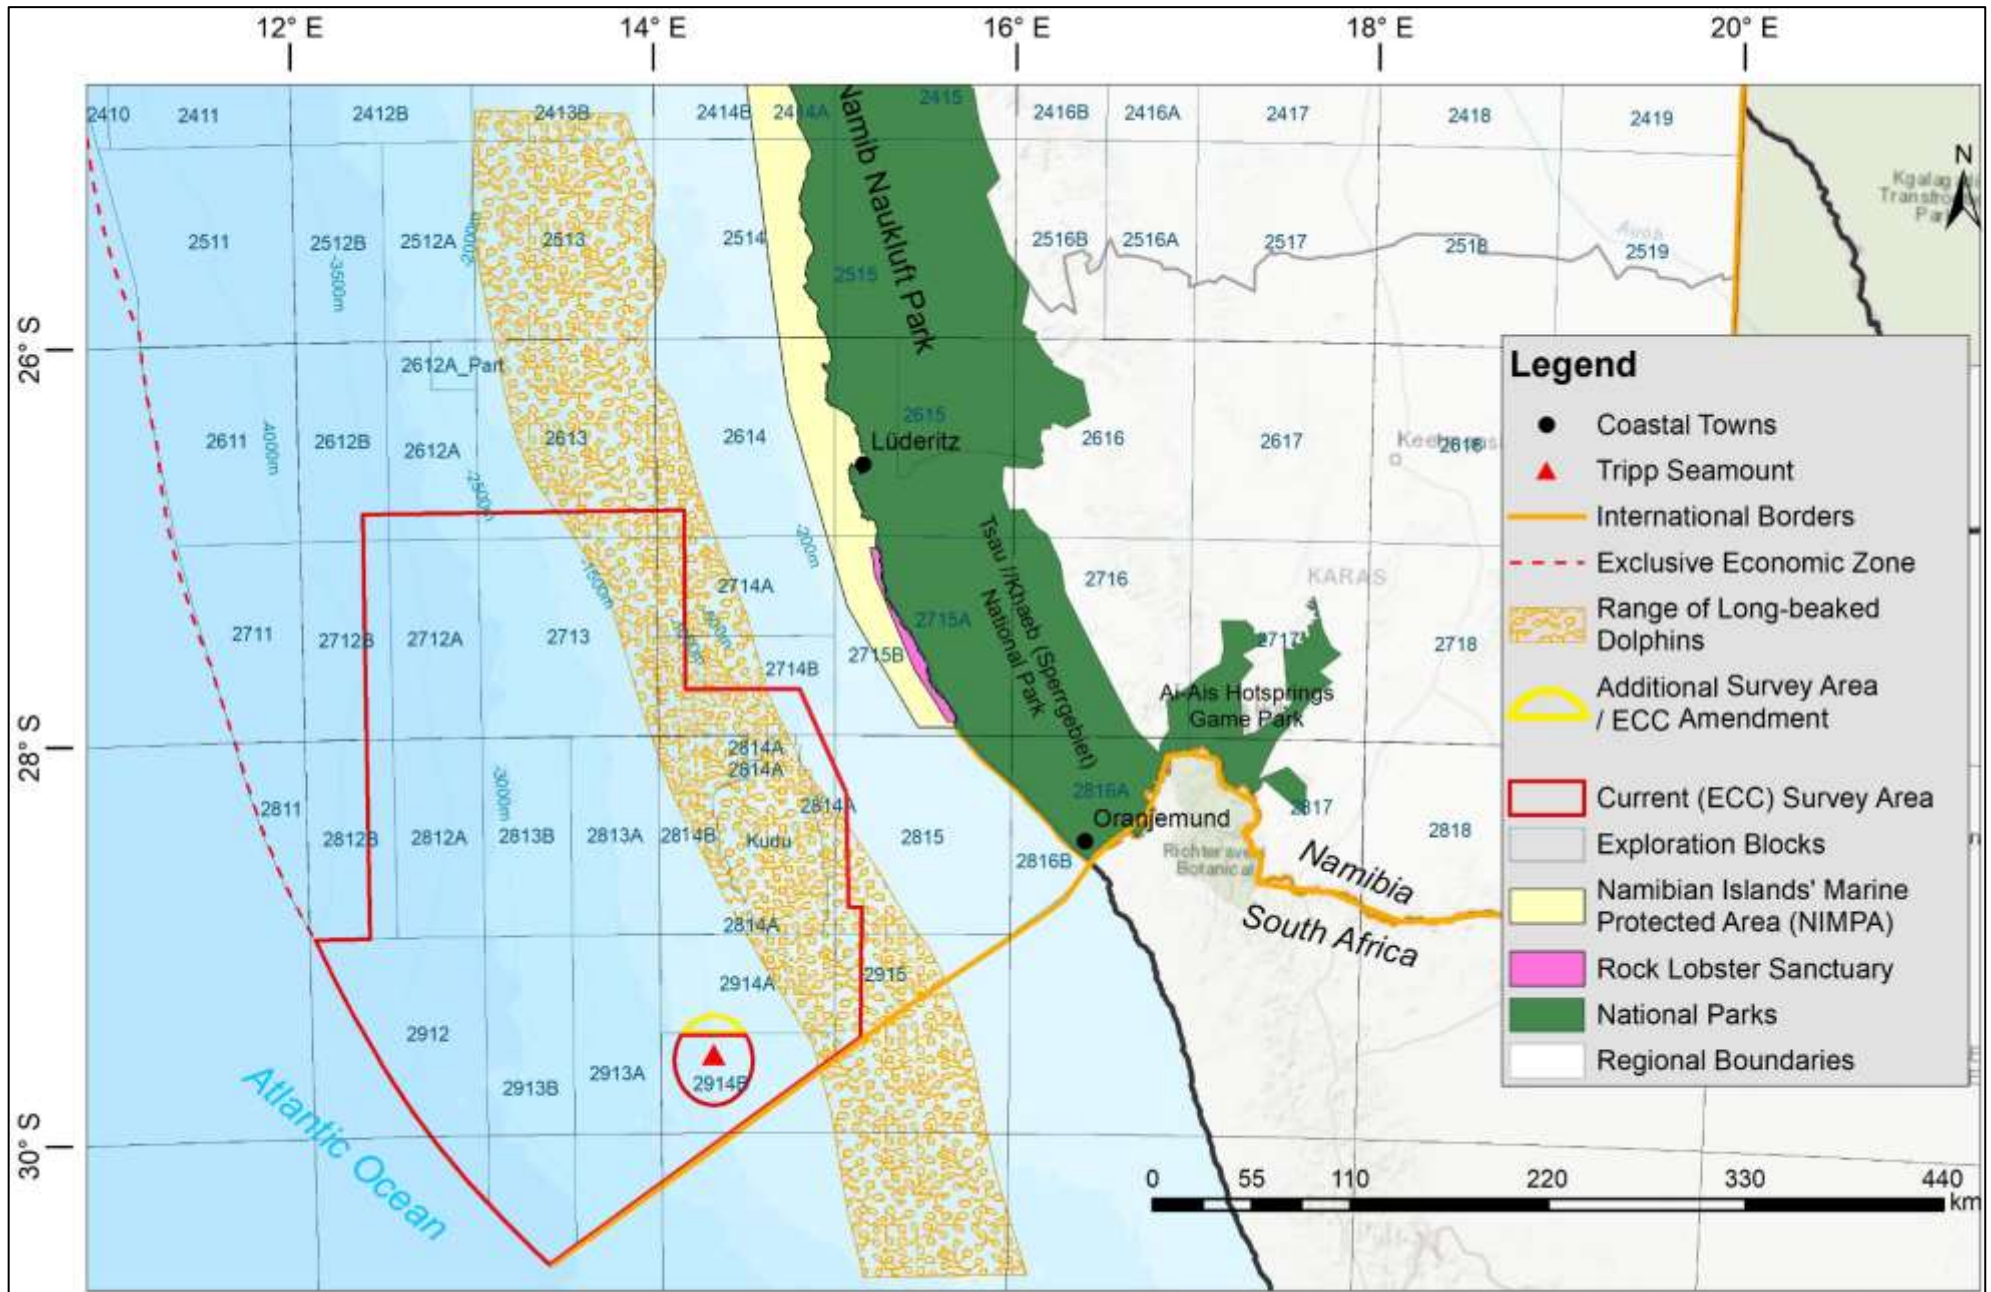 12° E
14° E
16° E
18° E
20° E
26° S
28° S
30° S
2410
2411
2412B
2413B
2414B
2414A
2415
2416B
2416A
2417
2418
2419
N
Namib Naukluft Park
2511
2512B
2512A
-2000m
2513
2514
2515
2516B
2516A
2517
2518
2519
-3500m
2612A_Part
2611
4000m
2612B
2612A
-2500m
2613
2614
2615
Lüderitz
2616
2617
-200m
Tsau //Khaeb (Sperrgebiet)
National Park
KARAS
2711
2712B
2712A
2713
-1500m
2714A
2714B
2715B
2715A
2716
2717
2718
Ai-Ais Hotsprings
Game Park
2811
2812B
2812A
-3000m
2813B
2813A
2814B
2814A
2814A
2814A
Kudu
2814A
2815
2816A
Oranjemund
2816B
2817
2818
Botanical
Namibia
South Africa
2912
2913B
2913A
2914A
2914B
2915
Atlantic Ocean
Legend
Coastal Towns
Tripp Seamount
International Borders
Exclusive Economic Zone
Range of Long-beaked
Dolphins
Additional Survey Area
/ ECC Amendment
Current (ECC) Survey Area
Exploration Blocks
Namibian Islands' Marine
Protected Area (NIMPA)
Rock Lobster Sanctuary
National Parks
Regional Boundaries
0 55 110 220 330 440
km